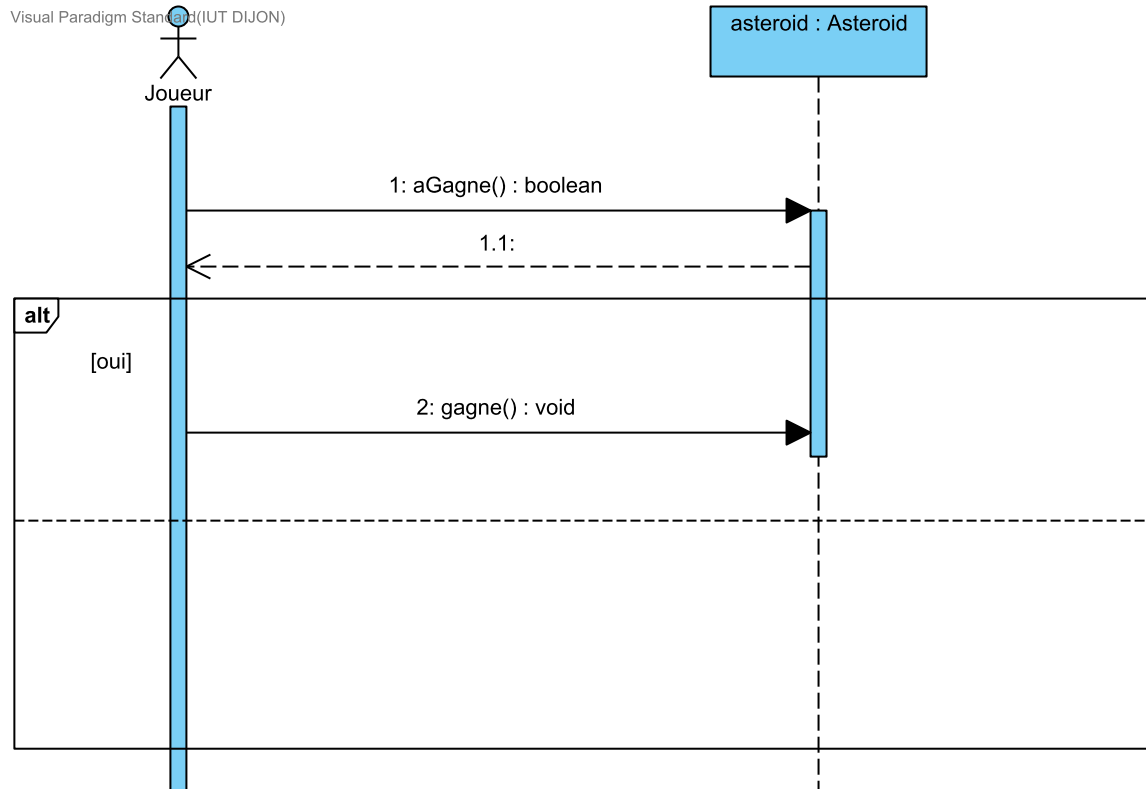 Visual Paradigm Standard(IUT DIJON)
asteroid : Asteroid
Joueur
1: aGagne() : boolean
1.1:
alt
[oui]
2: gagne() : void